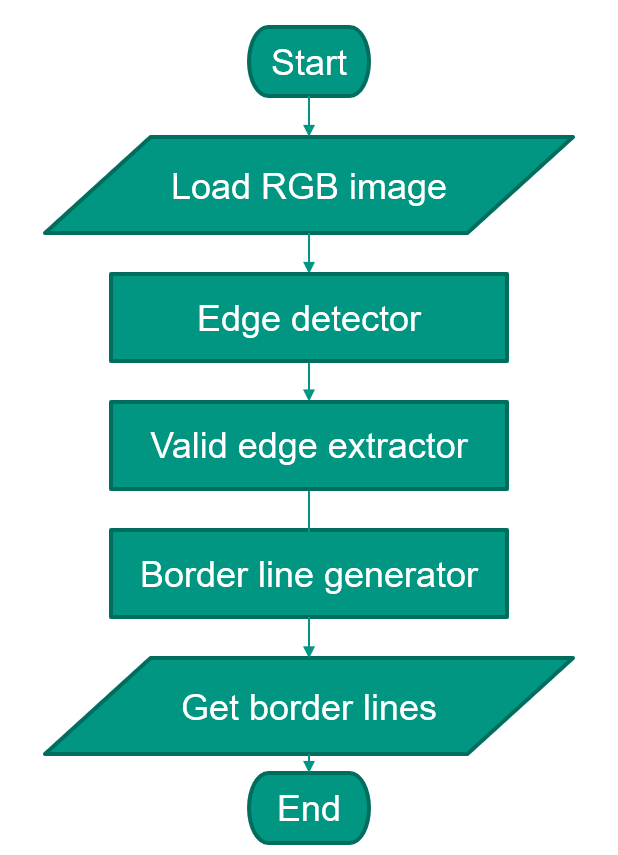 Start
Load RGB image
Edge detector
Valid edge extractor
Border line generator
Get border lines
End